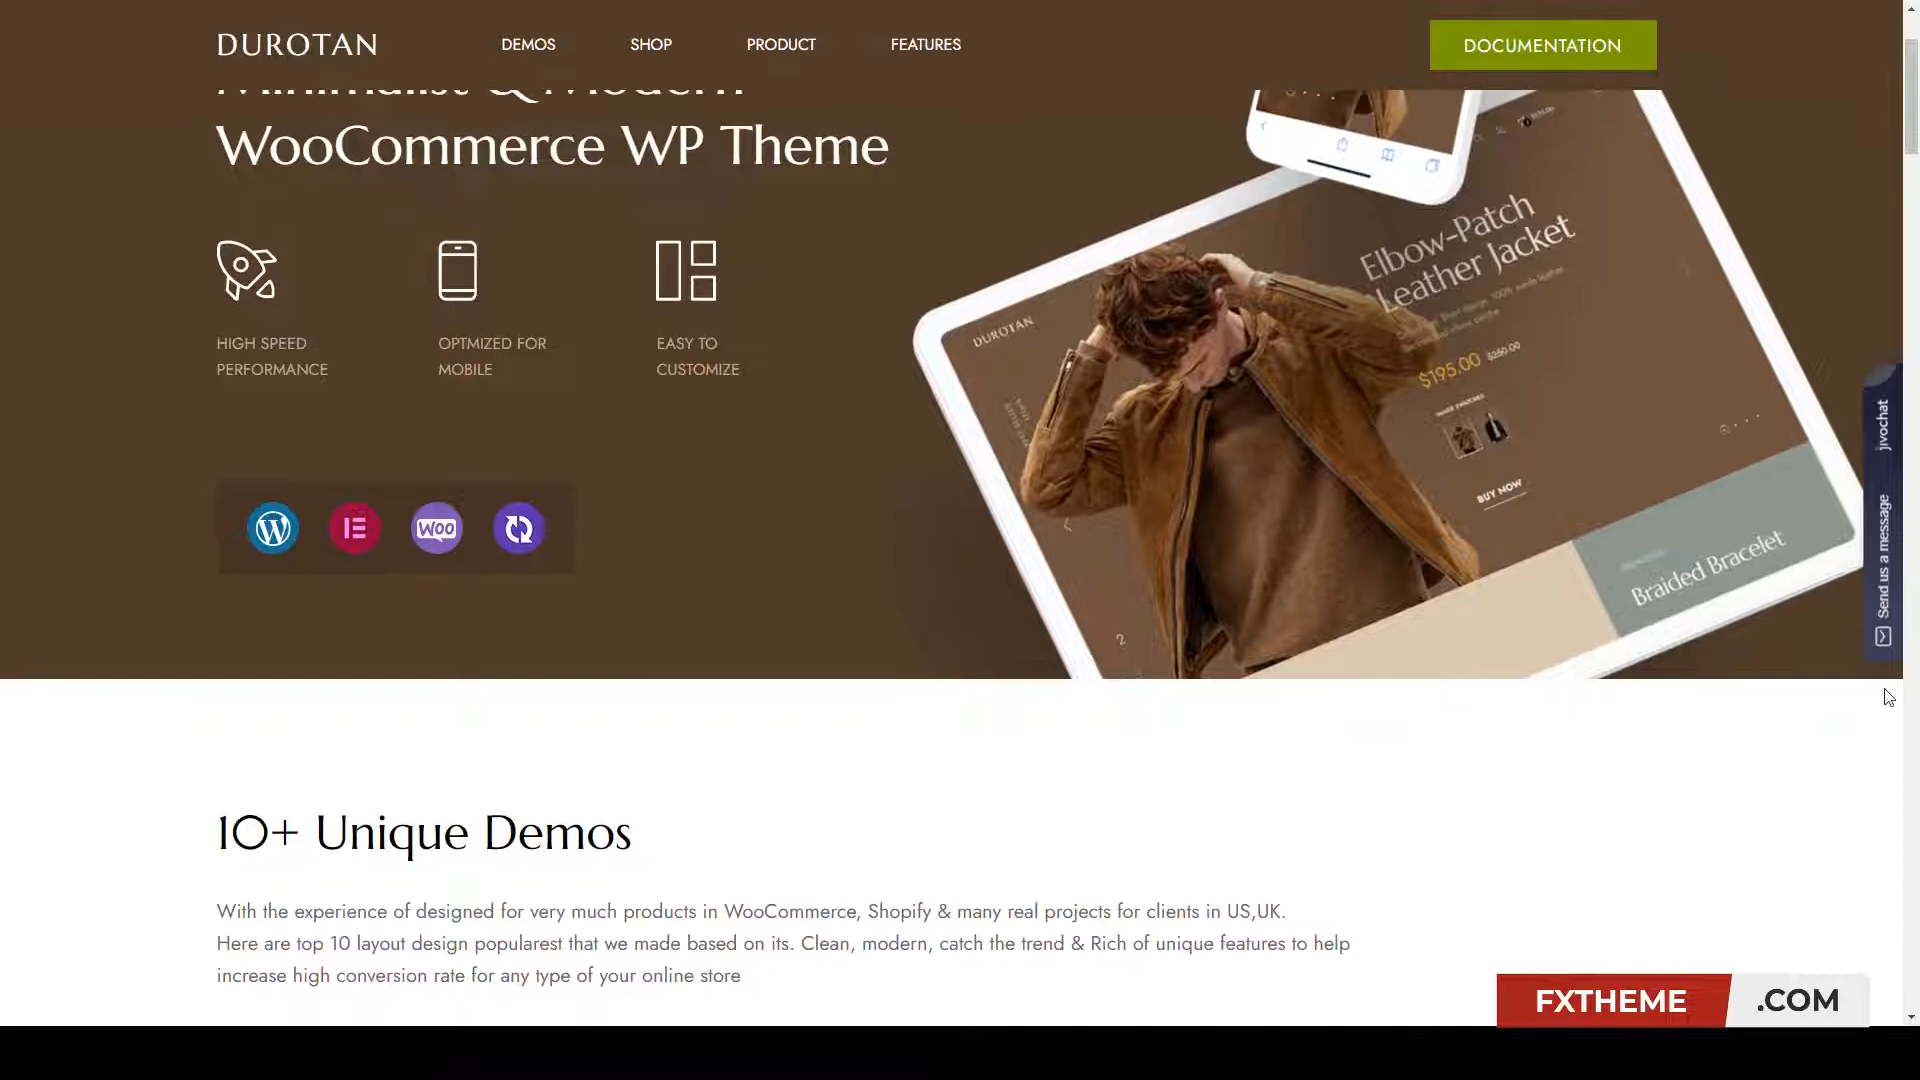 DUROTAN
DEMOS
SHOP
PRODUCT
FEATURES
DOCUMENTATION
Minimalist & Modern
WooCommerce WP Theme
HIGH SPEED
PERFORMANCE
OPTMIZED FOR
MOBILE
EASY TO
CUSTOMIZE
WOO
DUROTAN
Elbow-Patch
Leather Jacket
$195.00 $250.00
BUY NOW
2
Braided Bracelet
jivochat
Send us a message
10+ Unique Demos
With the experience of designed for very much products in WooCommerce, Shopify & many real projects for clients in US,UK.
Here are top 10 layout design popularest that we made based on its. Clean, modern, catch the trend & Rich of unique features to help
increase high conversion rate for any type of your online store
FXTHEME .COM